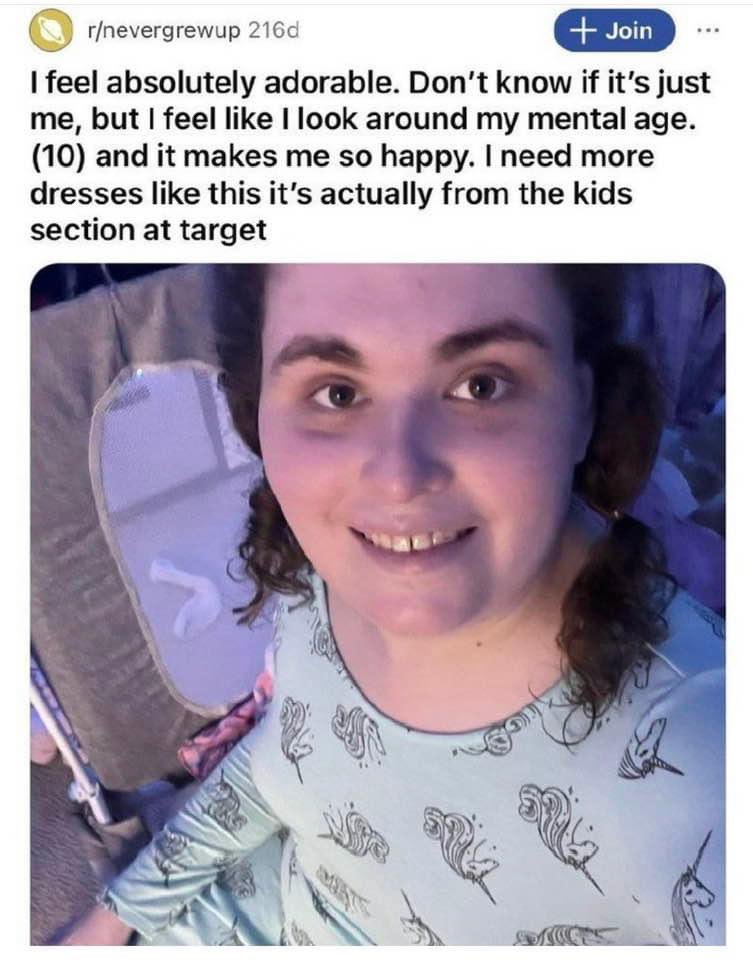 r/nevergrewup 216d
+ Join
I feel absolutely adorable. Don't know if it's just
me, but I feel like I look around my mental age.
(10) and it makes me so happy. I need more
dresses like this it's actually from the kids
section at target